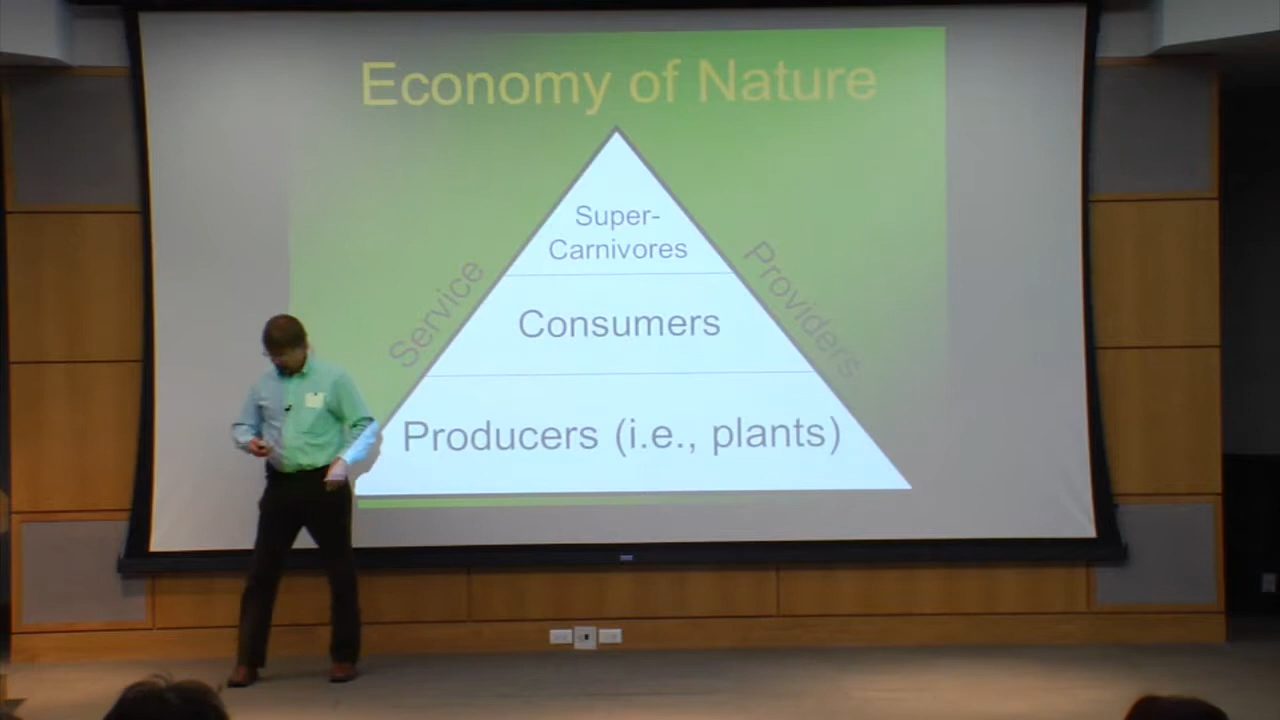 Economy of Nature
Super-
Carnivores
Service
Providers
Consumers
Producers (i.e., plants)